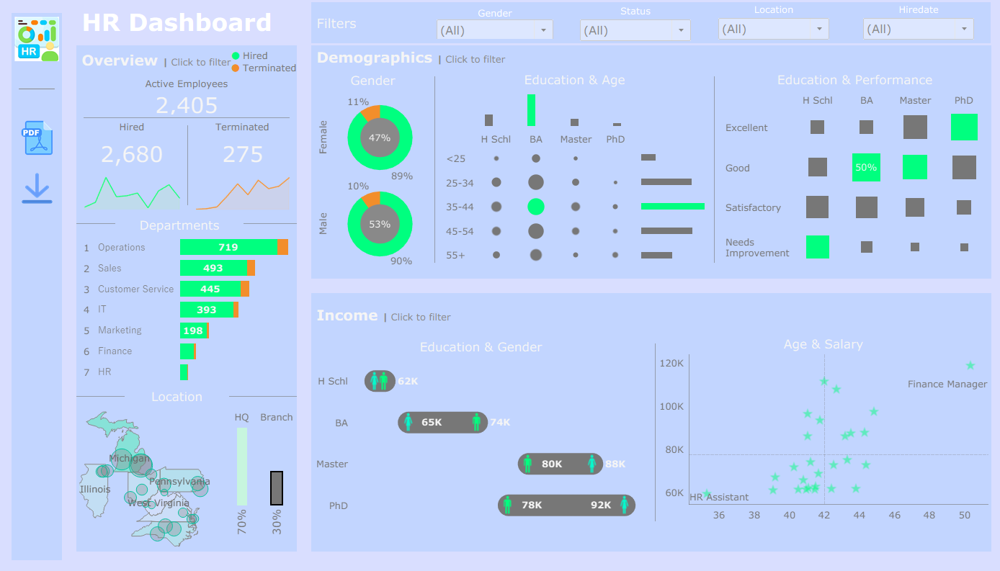 HR
PDF
HR Dashboard
Filters
Gender
(All)
Status
(All)
Location
(All)
Hiredate
(All)
Overview | Click to filter
Hired
Terminated
Active Employees
2,405
Hired
Terminated
2,680
275
Departments
1 Operations 719
2 Sales 493
3 Customer Service 445
4 IT 393
5 Marketing 198
6 Finance
7 HR
Location
HQ Branch
Michigan
Illinois
Pennsylvania
West Virginia
70% 30%
Demographics | Click to filter
Gender
Female
11%
47%
89%
Male
10%
53%
90%
Education & Age
H Schl BA Master PhD
<25
25-34
35-44
45-54
55+
Education & Performance
H Schl BA Master PhD
Excellent
Good 50%
Satisfactory
Needs
Improvement
Income | Click to filter
Education & Gender
H Schl 62K
BA 65K 74K
Master 80K 88K
PhD 78K 92K
Age & Salary
120K
100K
80K
60K
Finance Manager
HR Assistant
36 38 40 42 44 46 48 50